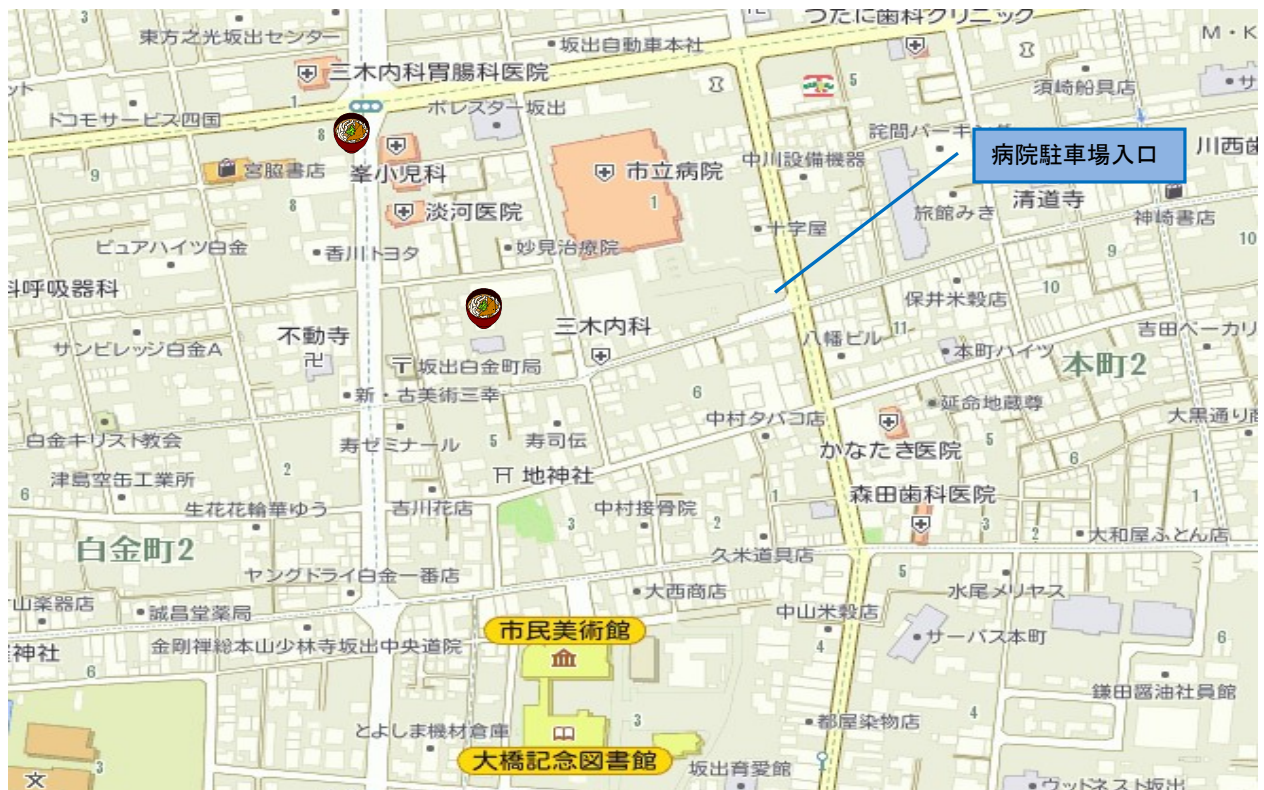 つたに歯科クリニック
東方之光坂出センター
坂出自動車本社
M・K
三木内科胃腸科医院
須崎船具店
サ
ット
ドコモサービス四国
ポレスター坂出
詫間パーキング
病院駐車場入口
川西歯
宮脇書店
峯小児科
市立病院
中川設備機器
清道寺
淡河医院
旅館みき
神崎書店
十字屋
ピュアハイツ白金
香川トヨタ
妙見治療院
科呼吸器科
保井米穀店
不動寺
三木内科
八幡ビル
吉田ベーカリ
サンビレッジ白金A
坂出白金町局
本町ハイツ
本町2
新・古美術三幸
延命地蔵尊
中村タバコ店
大黒通り商
白金キリスト教会
寿ゼミナール
寿司伝
かなたき医院
津島空缶工業所
地神社
森田歯科医院
生花花輪華ゆう
吉川花店
中村接骨院
大和屋ふとん店
白金町2
久米道具店
ヤングドライ白金一番店
大西商店
水尾メリヤス
山楽器店
誠昌堂薬局
中山米穀店
市民美術館
サーパス本町
金剛禅総本山少林寺坂出中央道院
神社
鎌田醤油社員館
とよしま機材倉庫
都屋染物店
大橋記念図書館
坂出育愛館
ウッドネスト坂出